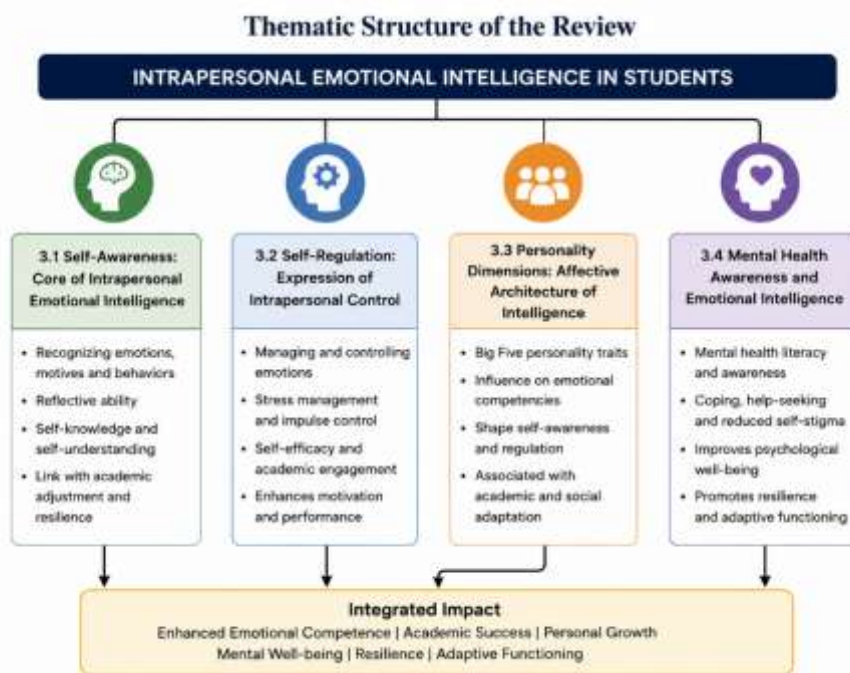 Thematic Structure of the Review
INTRAPERSONAL EMOTIONAL INTELLIGENCE IN STUDENTS
3.1 Self-Awareness:
Core of Intrapersonal
Emotional Intelligence
• Recognizing emotions,
motives and behaviors
• Reflective ability
• Self-knowledge and
self-understanding
• Link with academic
adjustment and
resilience
3.2 Self-Regulation:
Expression of
Intrapersonal Control
• Managing and controlling
emotions
• Stress management
and impulse control
• Self-efficacy and
academic engagement
• Enhances motivation
and performance
3.3 Personality
Dimensions: Affective
Architecture of
Intelligence
• Big Five personality traits
• Influence on emotional
competencies
• Shape self-awareness
and regulation
• Associated with
academic and social
adaptation
3.4 Mental Health
Awareness and
Emotional Intelligence
• Mental health literacy
and awareness
• Coping, help-seeking
and reduced self-stigma
• Improves psychological
well-being
• Promotes resilience
and adaptive functioning
Integrated Impact
Enhanced Emotional Competence | Academic Success | Personal Growth
Mental Well-being | Resilience | Adaptive Functioning